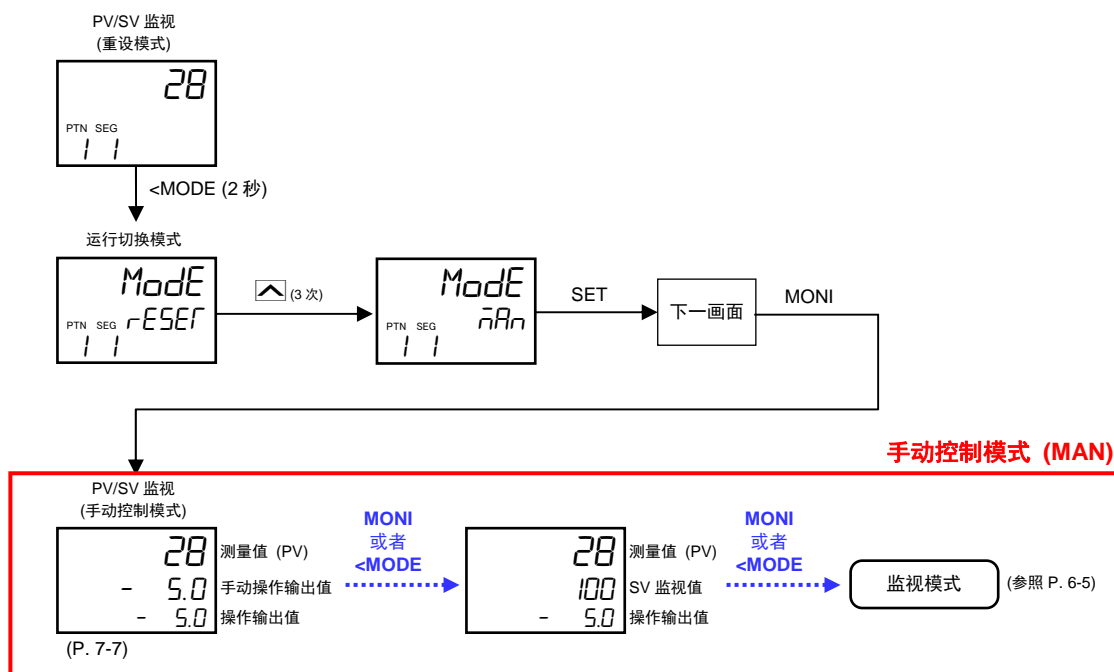 PV/SV 监视
(重设模式)
28
PTN SEG
1 1
<MODE (2 秒)
运行切换模式
ModE
rESET
PTN SEG
1 1
(3 次)
ModE
mAn
PTN SEG
1 1
SET
下一画面
MONI
手动控制模式 (MAN)
PV/SV 监视
(手动控制模式)
28 测量值 (PV)
- 5.0 手动操作输出值
- 5.0 操作输出值
(P. 7-7)
MONI
或者
<MODE
28 测量值 (PV)
100 SV 监视值
- 5.0 操作输出值
MONI
或者
<MODE
监视模式 (参照 P. 6-5)